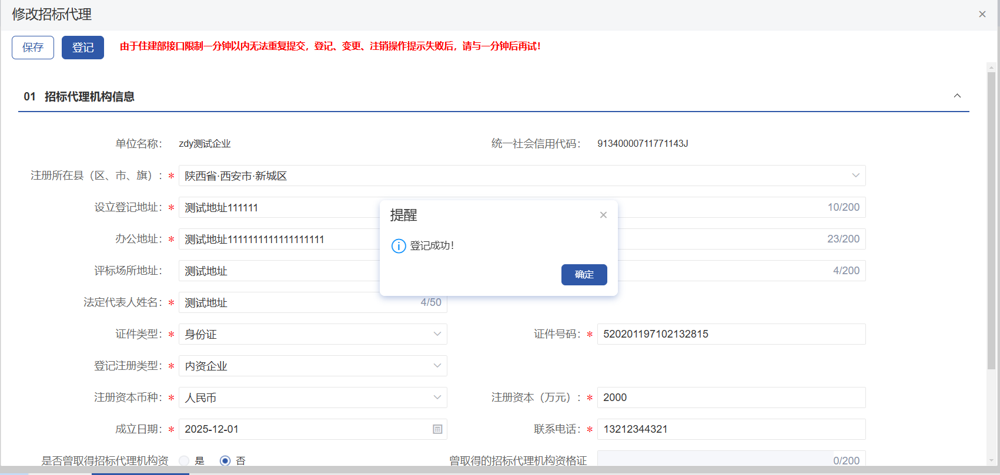 修改招标代理
保存
登记
由于住建部接口限制一分钟以内无法重复提交，登记、变更、注销操作提示失败后，请与一分钟后再试！
01 招标代理机构信息
单位名称： zdy测试企业
统一社会信用代码： 91340000711771143J
注册所在县（区、市、旗）：* 陕西省·西安市·新城区
设立登记地址：* 测试地址111111 10/200
办公地址：* 测试地址1111111111111111111 23/200
评标场所地址： 测试地址 4/200
法定代表人姓名：* 测试地址 4/50
证件类型：* 身份证
证件号码：* 520201197102132815
登记注册类型：* 内资企业
注册资本币种：* 人民币
注册资本（万元）：* 2000
成立日期：* 2025-12-01
联系电话：* 13212344321
是否曾取得招标代理机构资 是 否
曾取得的招标代理机构资格证 0/200
提醒
登记成功！
确定